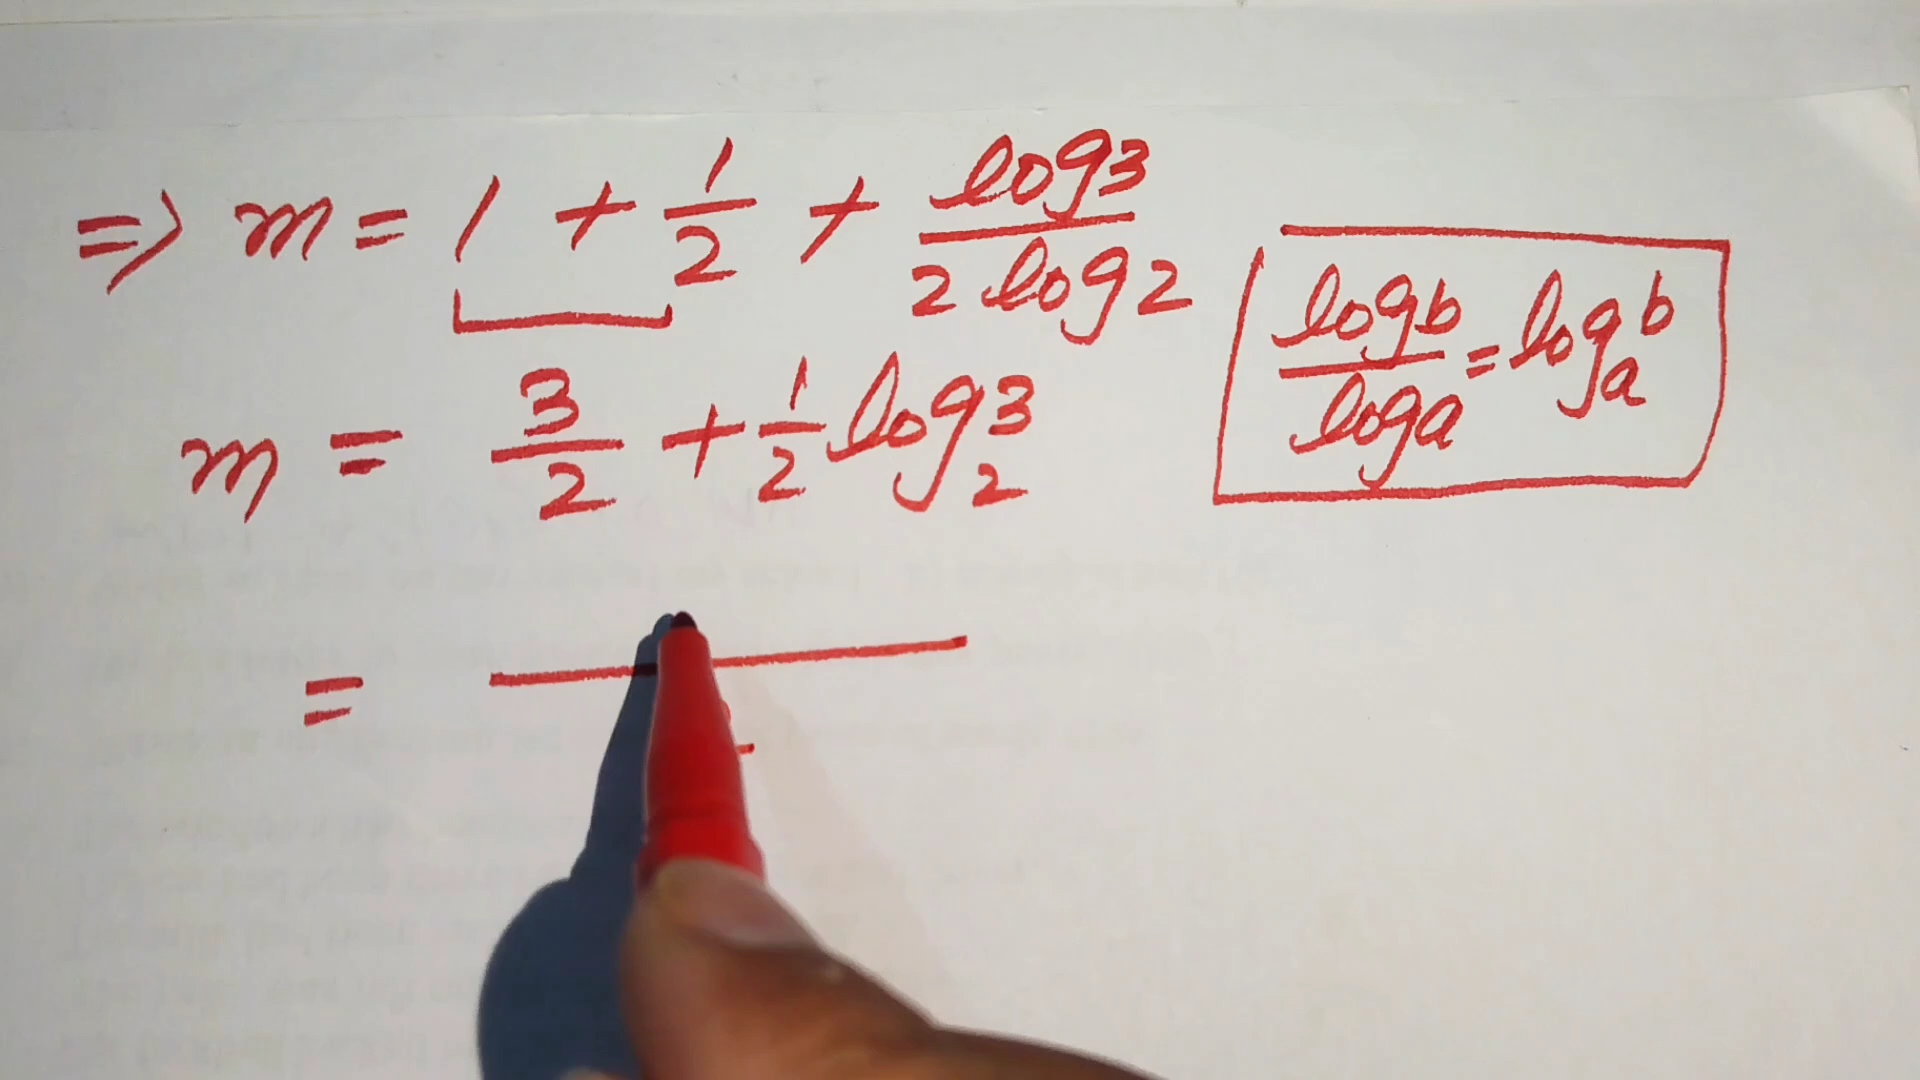 ⇒ m = 1 + 1/2 + log3/2 log2
m = 3/2 + 1/2 log₂3
=
logb/loga = logₐb